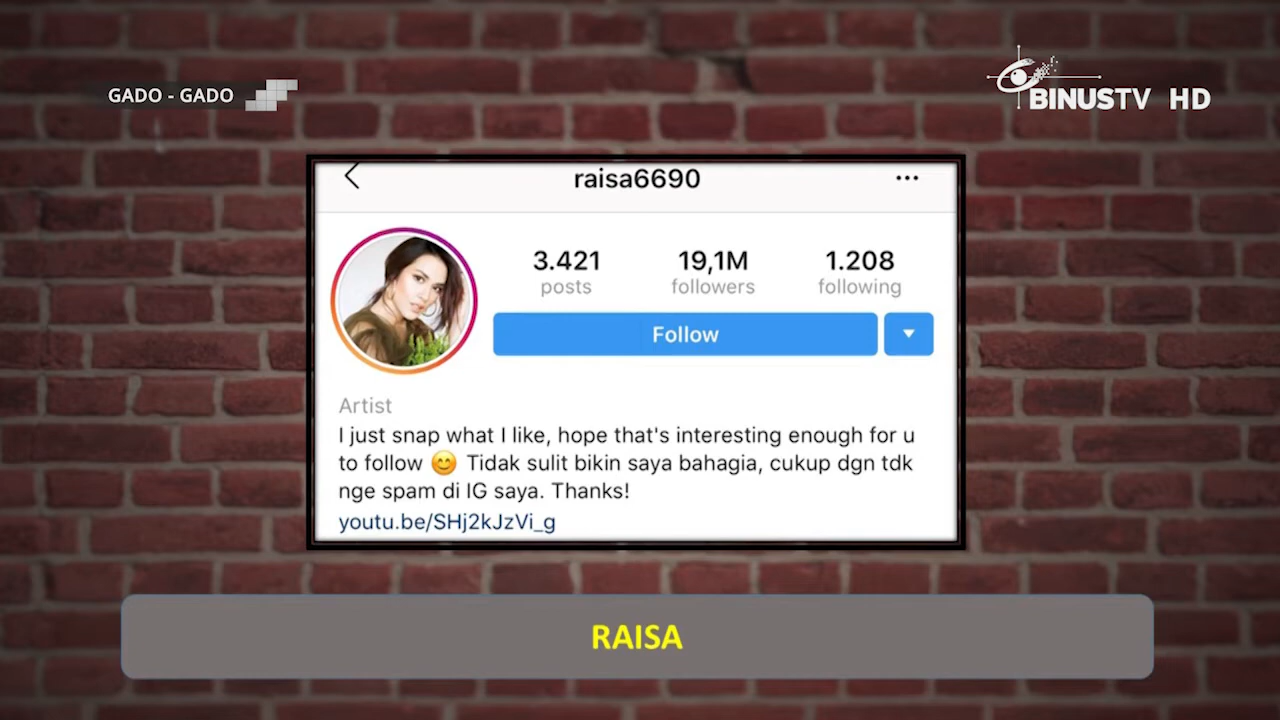 GADO - GADO
BINUSTV HD
raisa6690
3.421 19,1M 1.208
posts followers following
Follow
Artist
I just snap what I like, hope that's interesting enough for u
to follow 😊 Tidak sulit bikin saya bahagia, cukup dgn tdk
nge spam di IG saya. Thanks!
youtu.be/SHj2kJzVi_g
RAISA